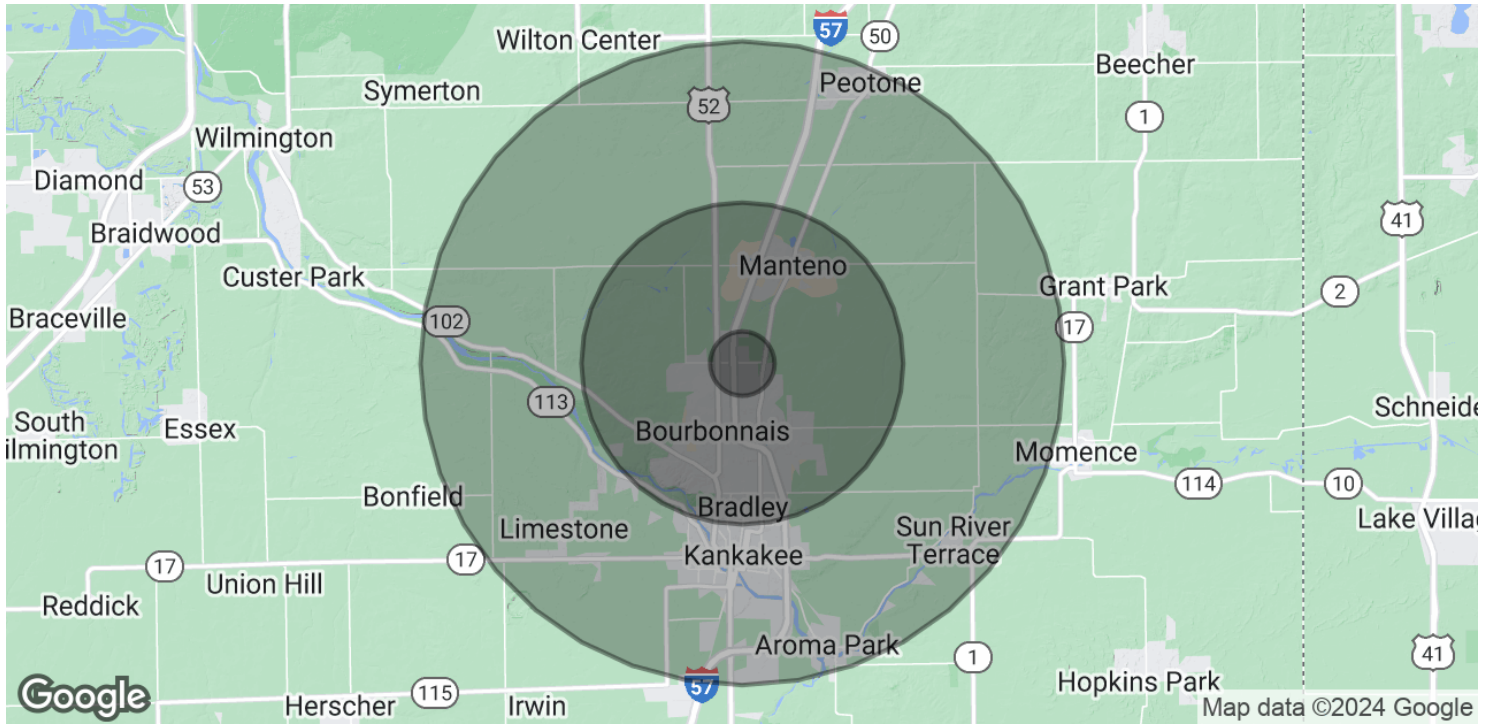 57
50
Wilton Center
Beecher
Peotone
Symerton
52
1
Wilmington
Diamond
53
41
Braidwood
Manteno
Custer Park
Grant Park
2
Braceville
102
17
113
Schneide
South
ilmington
Essex
Bourbonnais
Momence
114
10
Bonfield
Bradley
Lake Villag
Limestone
Sun River
Terrace
Kankakee
17
17
Union Hill
Reddick
Aroma Park
1
41
57
Hopkins Park
Google
115
Herscher
Irwin
Map data ©2024 Google